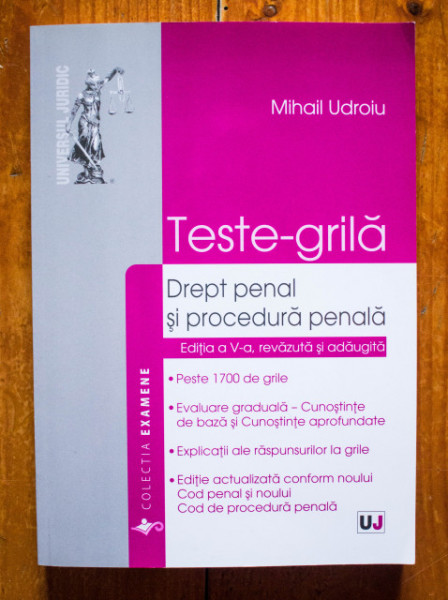 UNIVERSUL JURIDIC
Mihail Udroiu
Teste-grilă
Drept penal
și procedură penală
Ediția a V-a, revăzută și adăugită
• Peste 1700 de grile
• Evaluare graduală – Cunoștințe
de bază și Cunoștințe aprofundate
• Explicații ale răspunsurilor la grile
• Ediție actualizată conform noului
Cod penal și noului
Cod de procedură penală
COLECȚIA EXAMENE
UJ